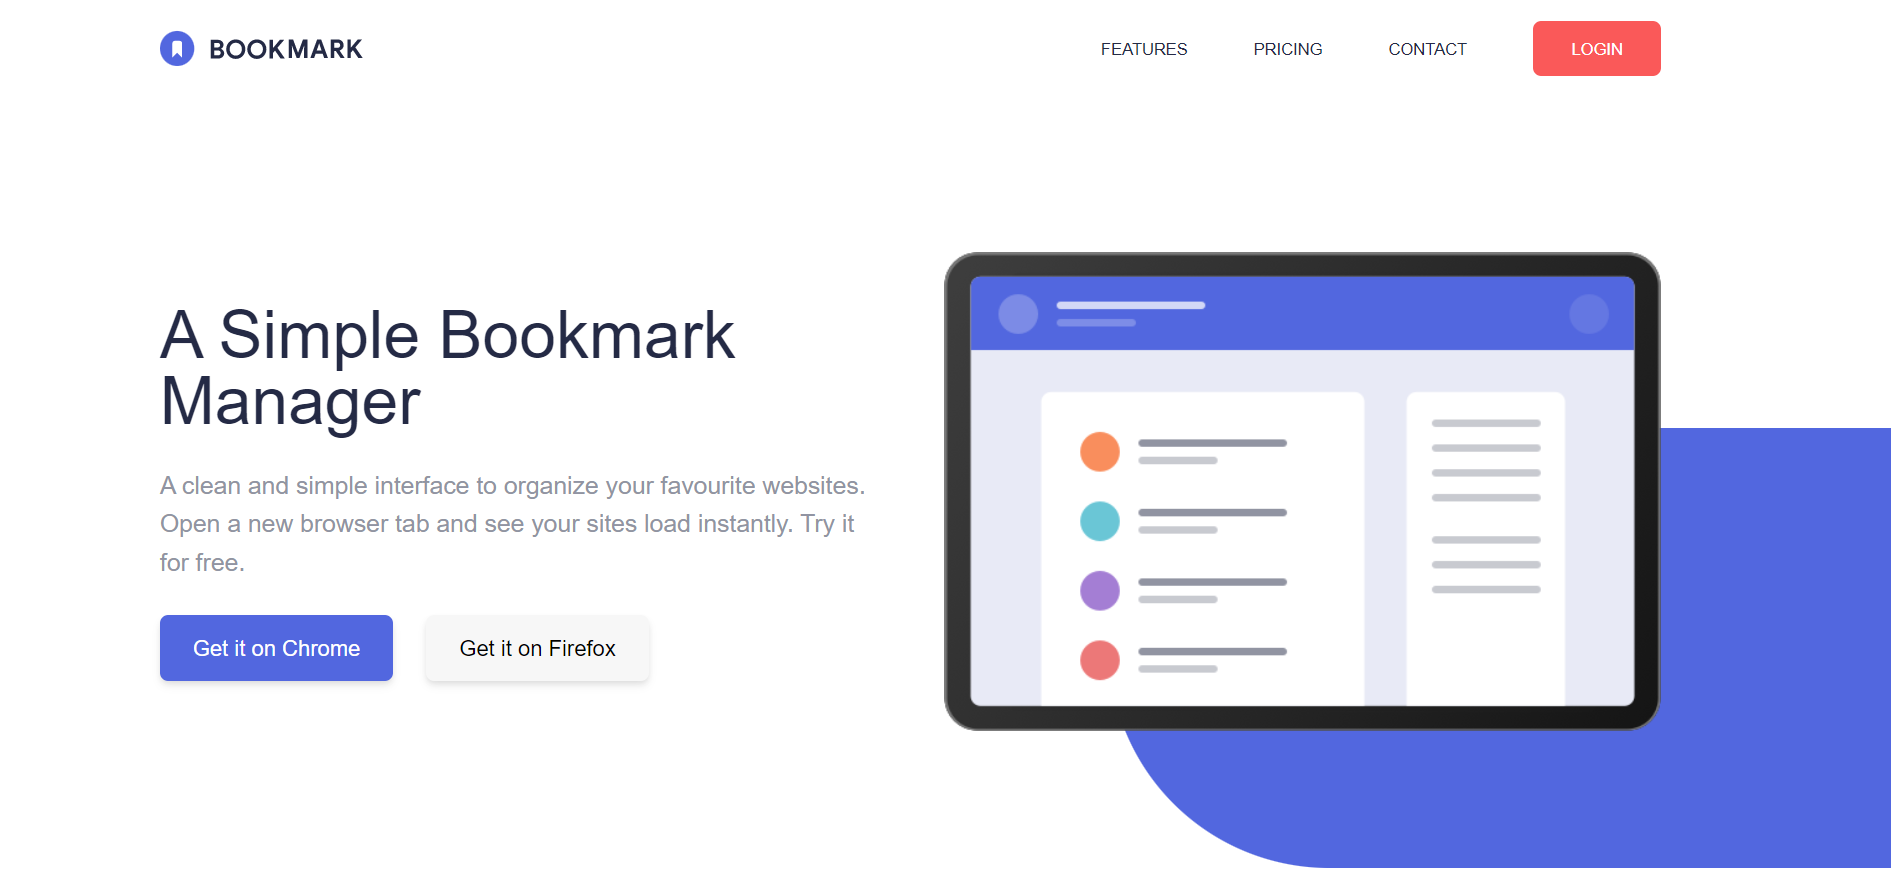 BOOKMARK
FEATURES
PRICING
CONTACT
LOGIN
A Simple Bookmark
Manager
A clean and simple interface to organize your favourite websites.
Open a new browser tab and see your sites load instantly. Try it
for free.
Get it on Chrome
Get it on Firefox